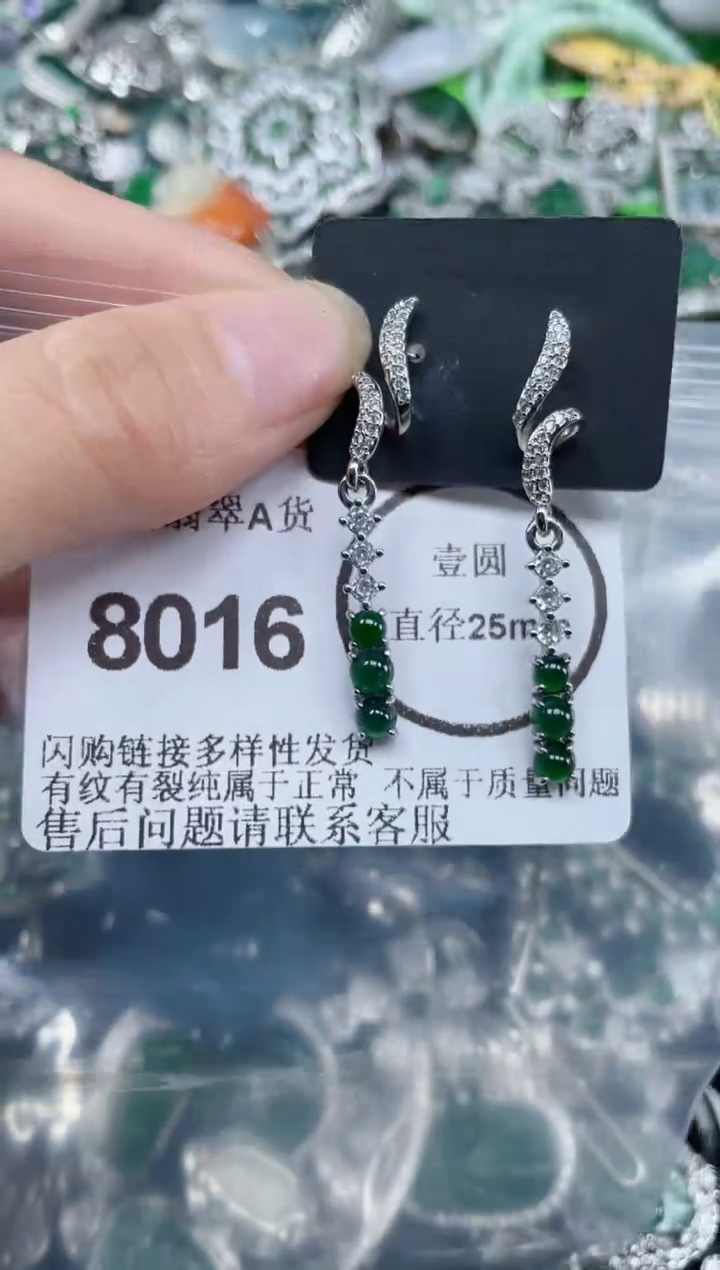 翡翠A货
壹圆
8016
直径25mm
闪购链接多样性发货
有纹有裂纯属于正常 不属于质量问题
售后问题请联系客服